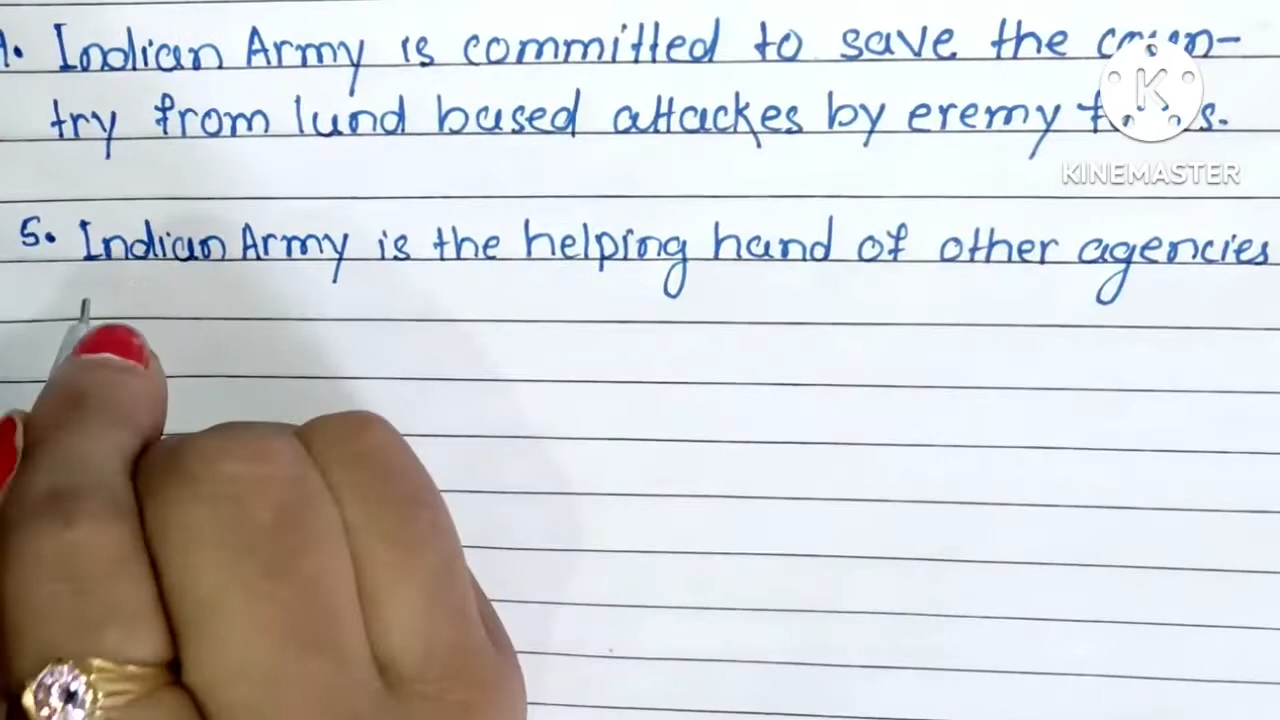 Indian Army is committed to save the coun-
try from lund based attackes by eremy
5. Indian Army is the helping hand of other agencies
KINEMASTER